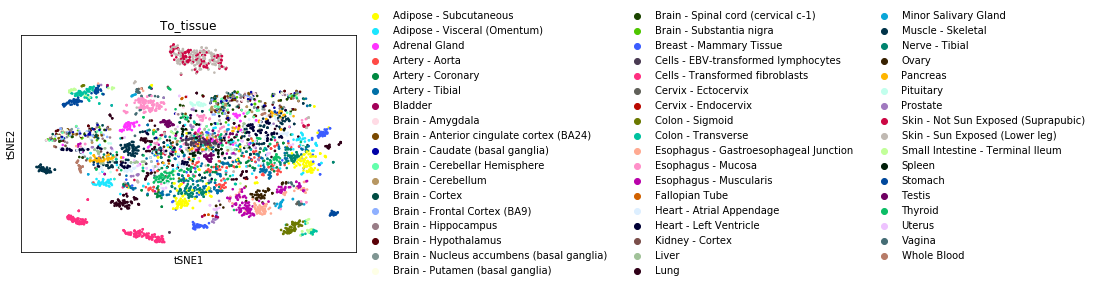 To_tissue
tSNE2
tSNE1
Adipose - Subcutaneous
Adipose - Visceral (Omentum)
Adrenal Gland
Artery - Aorta
Artery - Coronary
Artery - Tibial
Bladder
Brain - Amygdala
Brain - Anterior cingulate cortex (BA24)
Brain - Caudate (basal ganglia)
Brain - Cerebellar Hemisphere
Brain - Cerebellum
Brain - Cortex
Brain - Frontal Cortex (BA9)
Brain - Hippocampus
Brain - Hypothalamus
Brain - Nucleus accumbens (basal ganglia)
Brain - Putamen (basal ganglia)
Brain - Spinal cord (cervical c-1)
Brain - Substantia nigra
Breast - Mammary Tissue
Cells - EBV-transformed lymphocytes
Cells - Transformed fibroblasts
Cervix - Ectocervix
Cervix - Endocervix
Colon - Sigmoid
Colon - Transverse
Esophagus - Gastroesophageal Junction
Esophagus - Mucosa
Esophagus - Muscularis
Fallopian Tube
Heart - Atrial Appendage
Heart - Left Ventricle
Kidney - Cortex
Liver
Lung
Minor Salivary Gland
Muscle - Skeletal
Nerve - Tibial
Ovary
Pancreas
Pituitary
Prostate
Skin - Not Sun Exposed (Suprapubic)
Skin - Sun Exposed (Lower leg)
Small Intestine - Terminal Ileum
Spleen
Stomach
Testis
Thyroid
Uterus
Vagina
Whole Blood